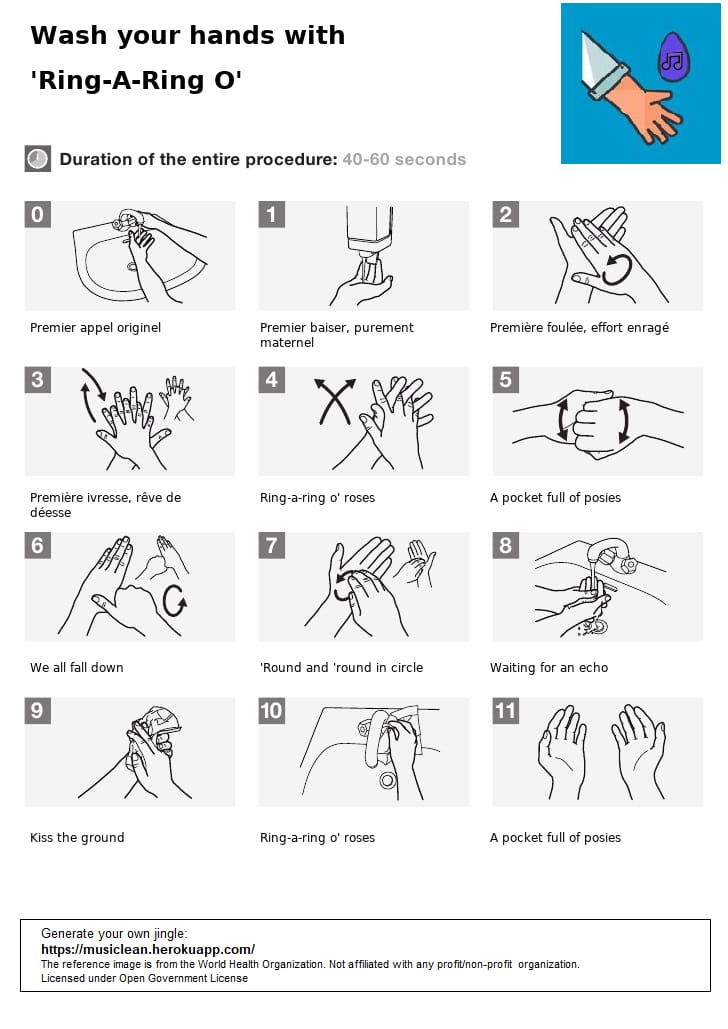 Wash your hands with
'Ring-A-Ring O'
Duration of the entire procedure: 40-60 seconds
0
1
2
Premier appel originel
Premier baiser, purement
maternel
Première foulée, effort enragé
3
4
5
Première ivresse, rêve de
déesse
Ring-a-ring o' roses
A pocket full of posies
6
7
8
We all fall down
'Round and 'round in circle
Waiting for an echo
9
10
11
Kiss the ground
Ring-a-ring o' roses
A pocket full of posies
Generate your own jingle:
https://musiclean.herokuapp.com/
The reference image is from the World Health Organization. Not affiliated with any profit/non-profit organization.
Licensed under Open Government License